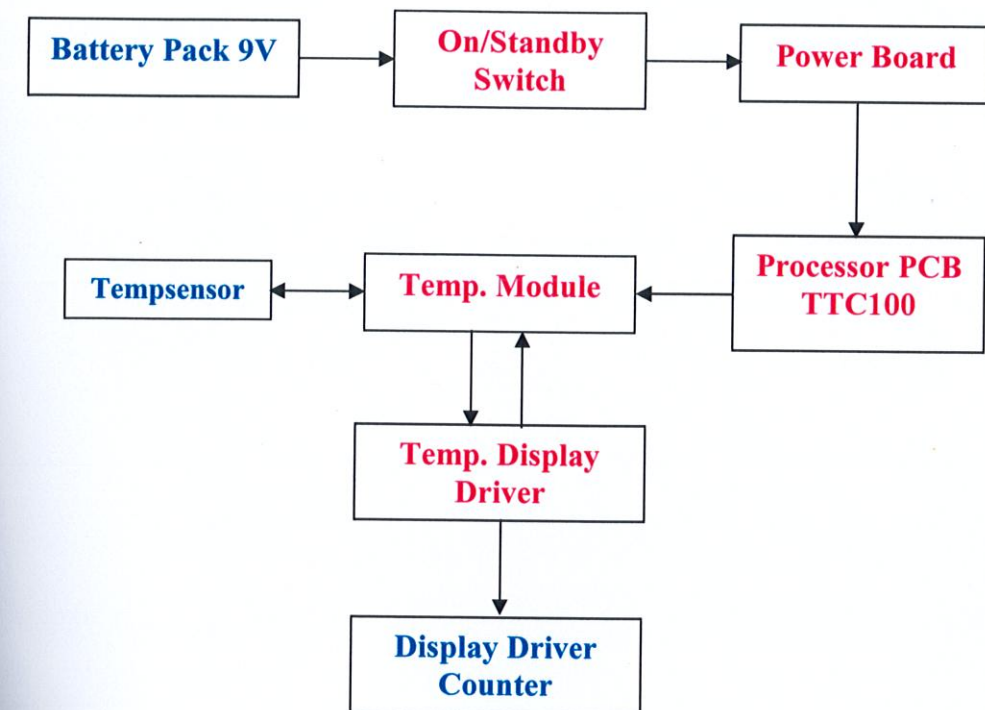 Battery Pack 9V
On/Standby
Switch
Power Board
Tempsensor
Temp. Module
Processor PCB
TTC100
Temp. Display
Driver
Display Driver
Counter